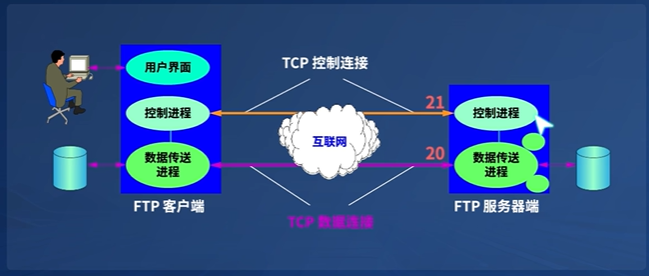 TCP 控制连接
用户界面
控制进程
21
控制进程
互联网
数据传送
进程
20
数据传送
进程
FTP 客户端
FTP 服务器端
TCP 数据连接